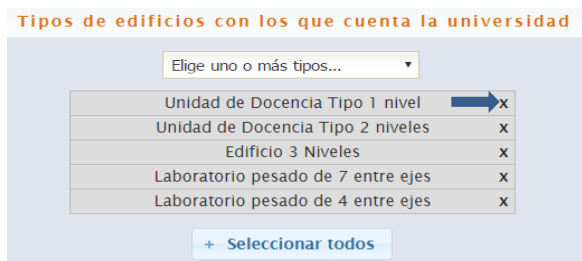 Tipos de edificios con los que cuenta la universidad
Elige uno o más tipos...
Unidad de Docencia Tipo 1 nivel x
Unidad de Docencia Tipo 2 niveles x
Edificio 3 Niveles x
Laboratorio pesado de 7 entre ejes x
Laboratorio pesado de 4 entre ejes x
+ Seleccionar todos